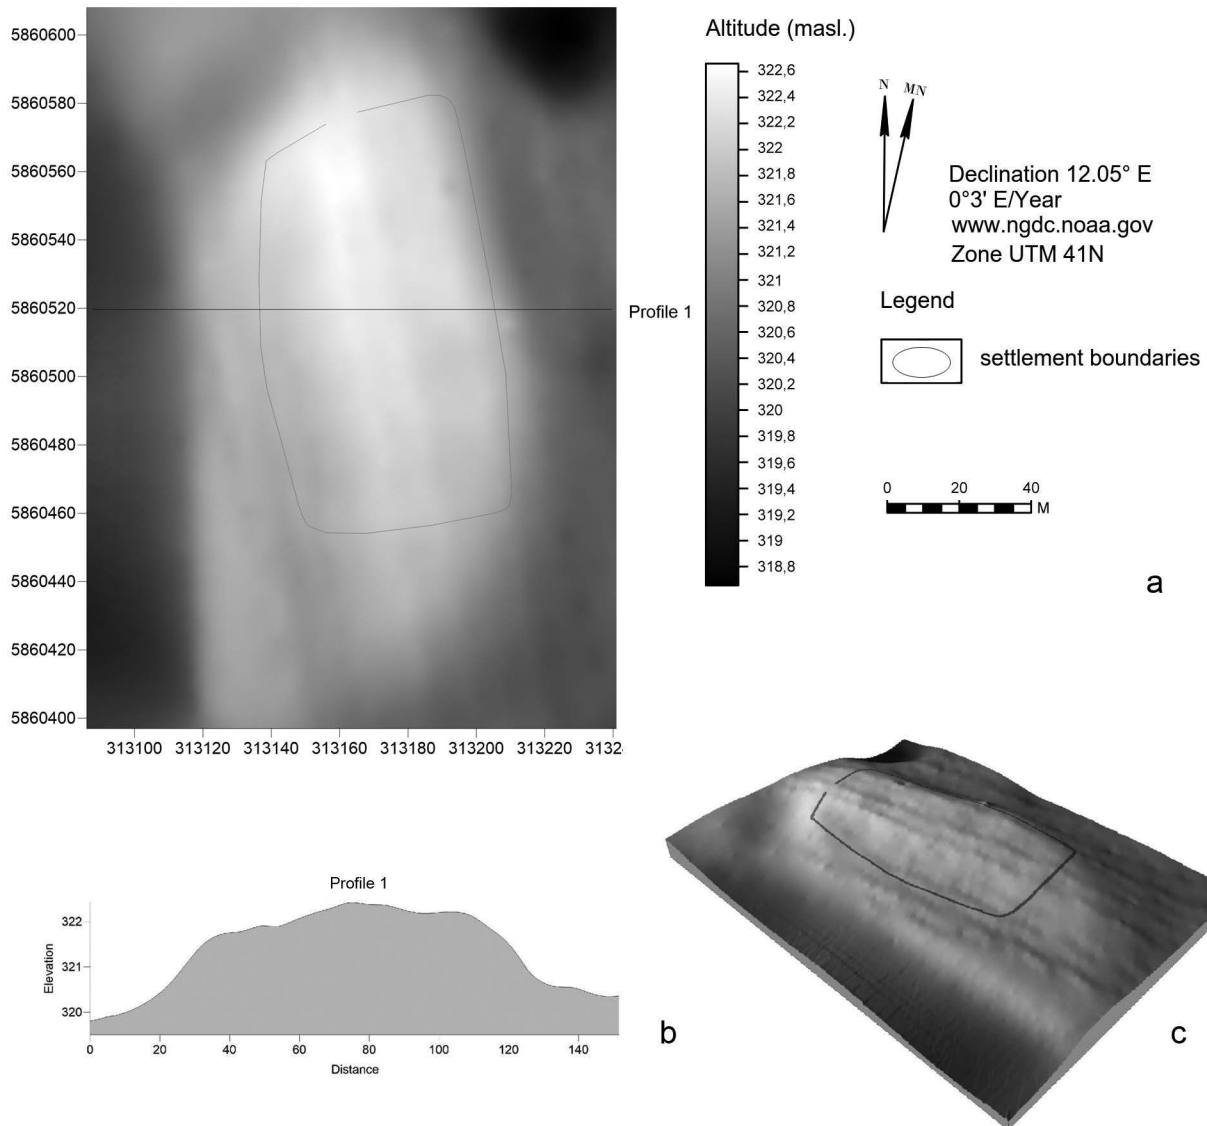 5860600
5860580
5860560
5860540
5860520
5860500
5860480
5860460
5860440
5860420
5860400
313100 313120 313140 313160 313180 313200 313220 31324
Profile 1
Altitude (masl.)
322,6
322,4
322,2
322
321,8
321,6
321,4
321,2
321
320,8
320,6
320,4
320,2
320
319,8
319,6
319,4
319,2
319
318,8
N MN
Declination 12.05° E
0°3' E/Year
www.ngdc.noaa.gov
Zone UTM 41N
Legend
settlement boundaries
0 20 40
M
a
Profile 1
322
321
320
Elevation
0 20 40 60 80 100 120 140
Distance
b
c